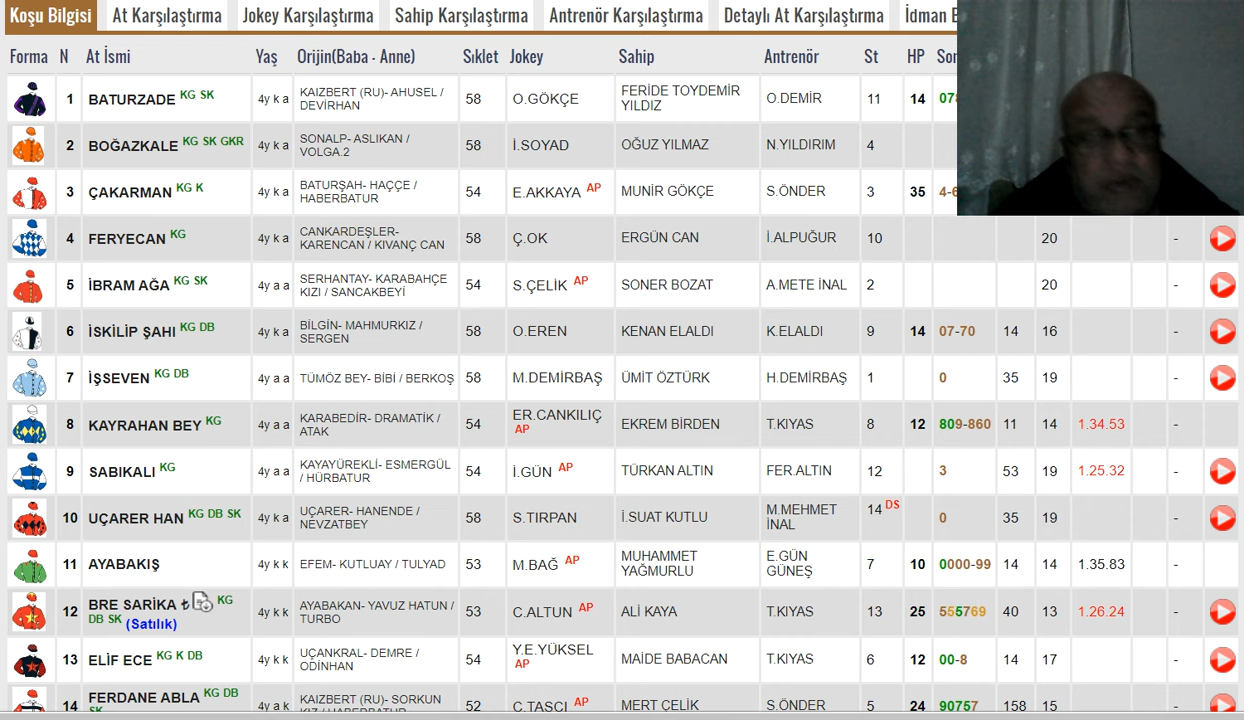 Koşu Bilgisi At Karşılaştırma Jokey Karşılaştırma Sahip Karşılaştırma Antrenör Karşılaştırma Detaylı At Karşılaştırma İdman
Forma N At İsmi Yaş Orijin(Baba - Anne) Sıklet Jokey Sahip Antrenör St HP
1 BATURZADE KG SK 4y k a KAIZBERT (RU)- AHUSEL / DEVİRHAN 58 O.GÖKÇE FERİDE TOYDEMİR YILDIZ O.DEMİR 11 14
2 BOĞAZKALE KG SK GKR 4y k a SONALP- ASLIKAN / VOLGA.2 58 İ.SOYAD OĞUZ YILMAZ N.YILDIRIM 4
3 ÇAKARMAN KG K 4y k a BATURŞAH- HAÇÇE / HABERBATUR 54 E.AKKAYA AP MUNİR GÖKÇE S.ÖNDER 3 35
4 FERYECAN KG 4y k a CANKARDEŞLER- KARENCAN / KIVANÇ CAN 58 Ç.OK ERGÜN CAN İ.ALPUĞUR 10 20 -
5 İBRAM AĞA KG SK 4y a a SERHANTAY- KARABAHÇE KIZI / SANCAKBEYİ 54 S.ÇELİK AP SONER BOZAT A.METE İNAL 2 20 -
6 İSKİLİP ŞAHI KG DB 4y k a BİLGİN- MAHMURKIZ / SERGEN 58 O.EREN KENAN ELALDI K.ELALDI 9 14 07-70 14 16 -
7 İŞSEVEN KG DB 4y a a TÜMÖZ BEY- BİBİ / BERKOŞ 58 M.DEMİRBAŞ ÜMİT ÖZTÜRK H.DEMİRBAŞ 1 0 35 19 -
8 KAYRAHAN BEY KG 4y a a KARABEDİR- DRAMATİK / ATAK 54 ER.CANKILIÇ AP EKREM BİRDEN T.KIYAS 8 12 809-860 11 14 1.34.53 -
9 SABIKALI KG 4y a a KAYAYÜREKLİ- ESMERGÜL / HÜRBATUR 54 İ.GÜN AP TÜRKAN ALTIN FER.ALTIN 12 3 53 19 1.25.32 -
10 UÇARER HAN KG DB SK 4y k a UÇARER- HANENDE / NEVZATBEY 58 S.TIRPAN İ.SUAT KUTLU M.MEHMET İNAL 14 DS 0 35 19 -
11 AYABAKIŞ 4y k k EFEM- KUTLUAY / TULYAD 53 M.BAĞ AP MUHAMMET YAĞMURLU E.GÜN GÜNEŞ 7 10 0000-99 14 14 1.35.83 -
12 BRE SARİKA ₺ KG DB SK (Satılık) 4y k k AYABAKAN- YAVUZ HATUN / TURBO 53 C.ALTUN AP ALİ KAYA T.KIYAS 13 25 555769 40 13 1.26.24 -
13 ELİF ECE KG K DB 4y k k UÇANKRAL- DEMRE / ODİNHAN 54 Y.E.YÜKSEL AP MAİDE BABACAN T.KIYAS 6 12 00-8 14 17 -
14 FERDANE ABLA KG DB SK 4y a k KAIZBERT (RU)- SORKUN KIZ / HABERBATUR 52 C.TAŞÇI AP MERT ÇELİK S.ÖNDER 5 24 90757 158 15 -